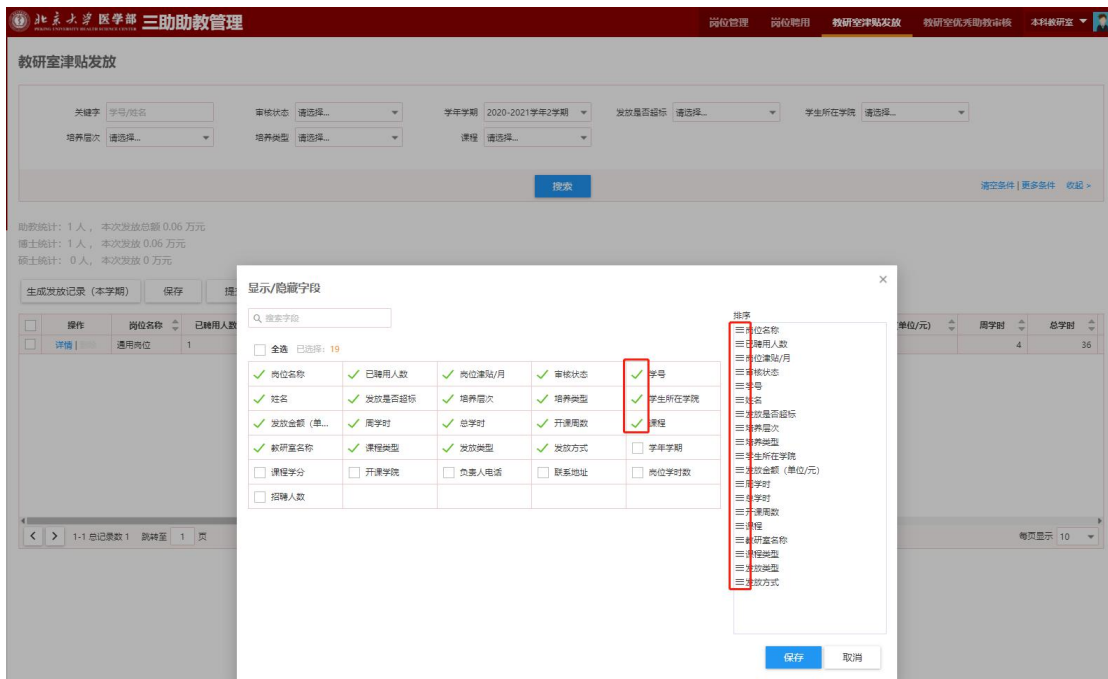 北京大学 医学部 三助助教管理
PEKING UNIVERSITY HEALTH SCIENCE CENTER
岗位管理 岗位聘用 教研室津贴发放 教研室优秀助教审核 本科教研室
教研室津贴发放
关键字 学号/姓名 审核状态 请选择... 学年学期 2020-2021学年2学期 发放是否超标 请选择... 学生所在学院 请选择...
培养层次 请选择... 培养类型 请选择... 课程 请选择...
搜索
清空条件 | 更多条件 收起 >
助教统计：1 人， 本次发放总额 0.06 万元
博士统计：1 人， 本次发放 0.06 万元
硕士统计： 0 人， 本次发放 0 万元
生成发放记录（本学期） 保存 提
操作 岗位名称 已聘用人数 单位/元) 周学时 总学时
详情 | 通用岗位 1 4 36
1-1 总记录数 1 跳转至 1 页 每页显示 10
显示/隐藏字段
×
搜索字段
全选 已选择：19
岗位名称 已聘用人数 岗位津贴/月 审核状态 学号
姓名 发放是否超标 培养层次 培养类型 学生所在学院
发放金额（单... 周学时 总学时 开课周数 课程
教研室名称 课程类型 发放类型 发放方式 学年学期
课程学分 开课学院 负责人电话 联系地址 岗位学时数
招聘人数
排序
岗位名称
已聘用人数
岗位津贴/月
审核状态
学号
姓名
发放是否超标
培养层次
培养类型
学生所在学院
发放金额（单位/元）
周学时
总学时
开课周数
课程
教研室名称
课程类型
发放类型
发放方式
保存 取消